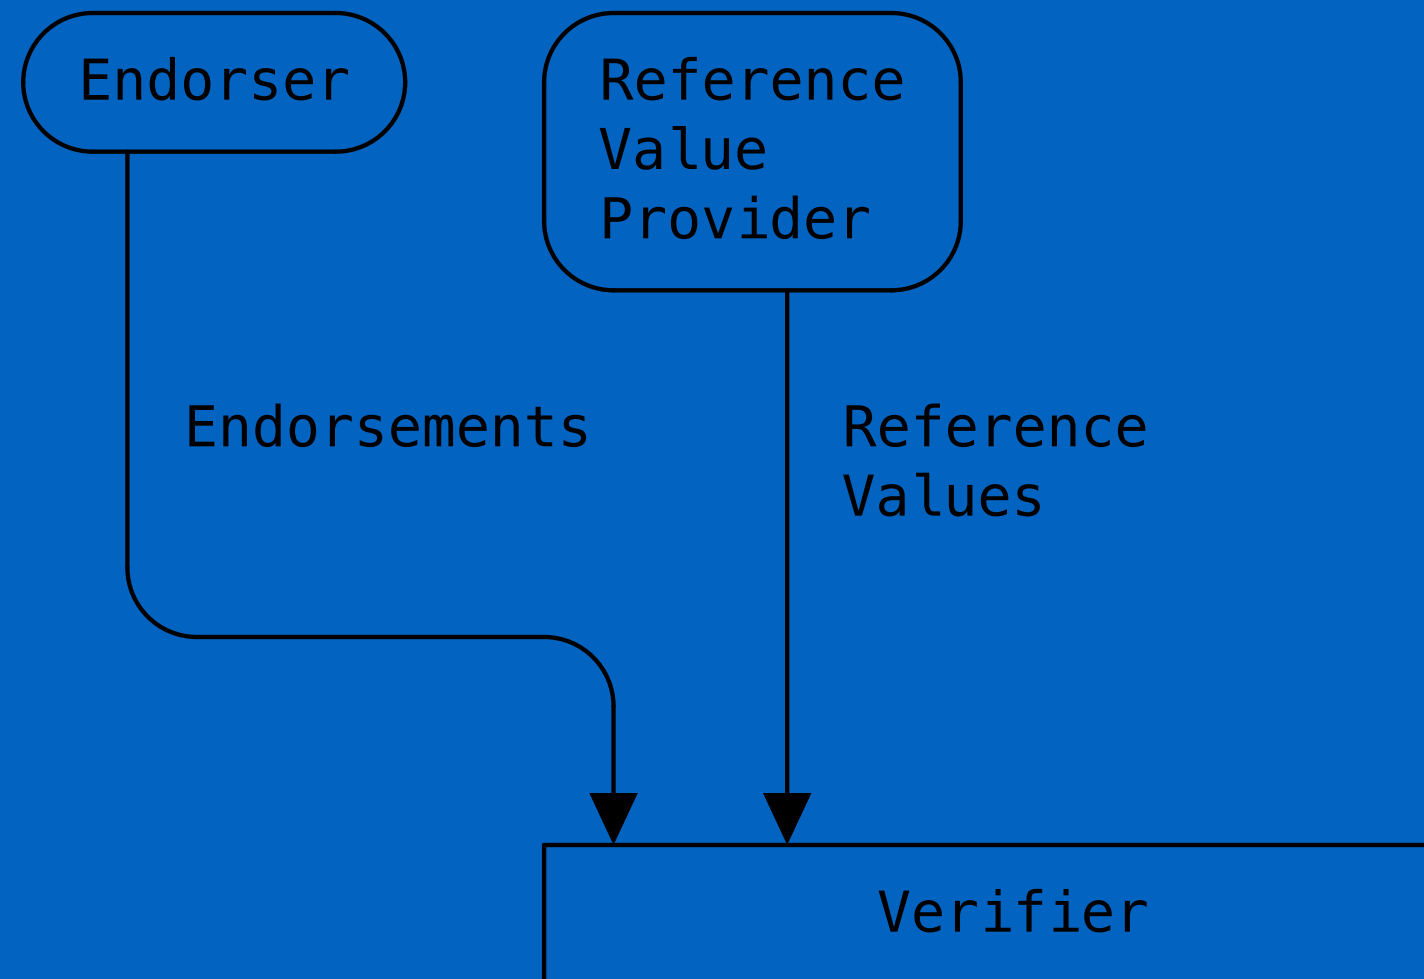 Endorser
Reference
Value
Provider
Endorsements
Reference
Values
Verifier